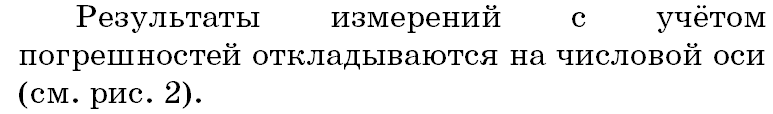 Результаты измерений с учётом
погрешностей откладываются на числовой оси
(см. рис. 2).